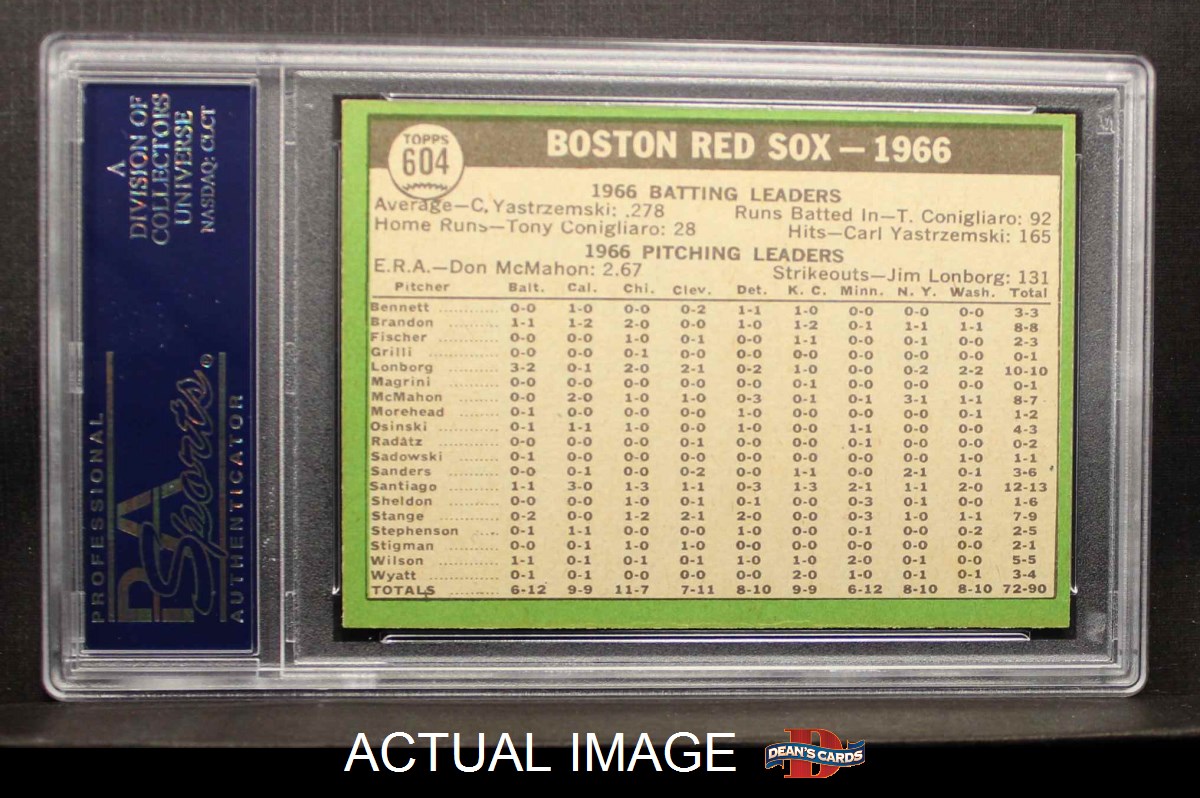 A
DIVISION OF
COLLECTORS
UNIVERSE
NASDAQ: CLCT
PROFESSIONAL
PSA
Sports®
AUTHENTICATOR
TOPPS
604
BOSTON RED SOX — 1966
1966 BATTING LEADERS
Average—C. Yastrzemski: .278 Runs Batted In—T. Conigliaro: 92
Home Runs—Tony Conigliaro: 28 Hits—Carl Yastrzemski: 165
1966 PITCHING LEADERS
E.R.A.—Don McMahon: 2.67 Strikeouts—Jim Lonborg: 131
Pitcher Balt. Cal. Chi. Clev. Det. K. C. Minn. N. Y. Wash. Total
Bennett 0-0 1-0 0-0 0-2 1-1 1-0 0-0 0-0 0-0 3-3
Brandon 1-1 1-2 2-0 0-0 1-0 1-2 0-1 1-1 1-1 8-8
Fischer 0-0 0-0 1-0 0-1 0-0 1-1 0-0 0-1 0-0 2-3
Grilli 0-0 0-0 0-1 0-0 0-0 0-0 0-0 0-0 0-0 0-1
Lonborg 3-2 0-1 2-0 2-1 0-2 1-0 0-0 0-2 2-2 10-10
Magrini 0-0 0-0 0-0 0-0 0-0 0-1 0-0 0-0 0-0 0-1
McMahon 0-0 2-0 1-0 1-0 0-3 0-1 0-1 3-1 1-1 8-7
Morehead 0-1 0-0 0-0 0-0 1-0 0-0 0-0 0-0 0-1 1-2
Osinski 0-1 1-1 1-0 0-0 1-0 0-0 1-1 0-0 0-0 4-3
Radatz 0-0 0-0 0-0 0-1 0-0 0-0 0-1 0-0 0-0 0-2
Sadowski 0-1 0-0 0-0 0-0 0-0 0-0 0-0 0-0 1-0 1-1
Sanders 0-0 0-1 0-0 0-2 0-0 1-1 0-0 2-1 0-1 3-6
Santiago 1-1 3-0 1-3 1-1 0-3 1-3 2-1 1-1 2-0 12-13
Sheldon 0-0 0-0 1-0 0-1 0-1 0-0 0-3 0-1 0-0 1-6
Stange 0-2 0-0 1-2 2-1 2-0 0-0 0-3 1-0 1-1 7-9
Stephenson 0-1 1-1 0-0 0-0 1-0 0-0 0-1 0-0 0-2 2-5
Stigman 0-0 0-1 1-0 1-0 0-0 0-0 0-0 0-0 0-0 2-1
Wilson 1-1 0-1 1-0 0-1 1-0 1-0 2-0 0-1 0-0 5-5
Wyatt 0-1 0-1 0-0 0-0 0-0 2-0 1-0 0-1 0-1 3-4
TOTALS 6-12 9-9 11-7 7-11 8-10 9-9 6-12 8-10 8-10 72-90
ACTUAL IMAGE
D
DEAN'S CARDS